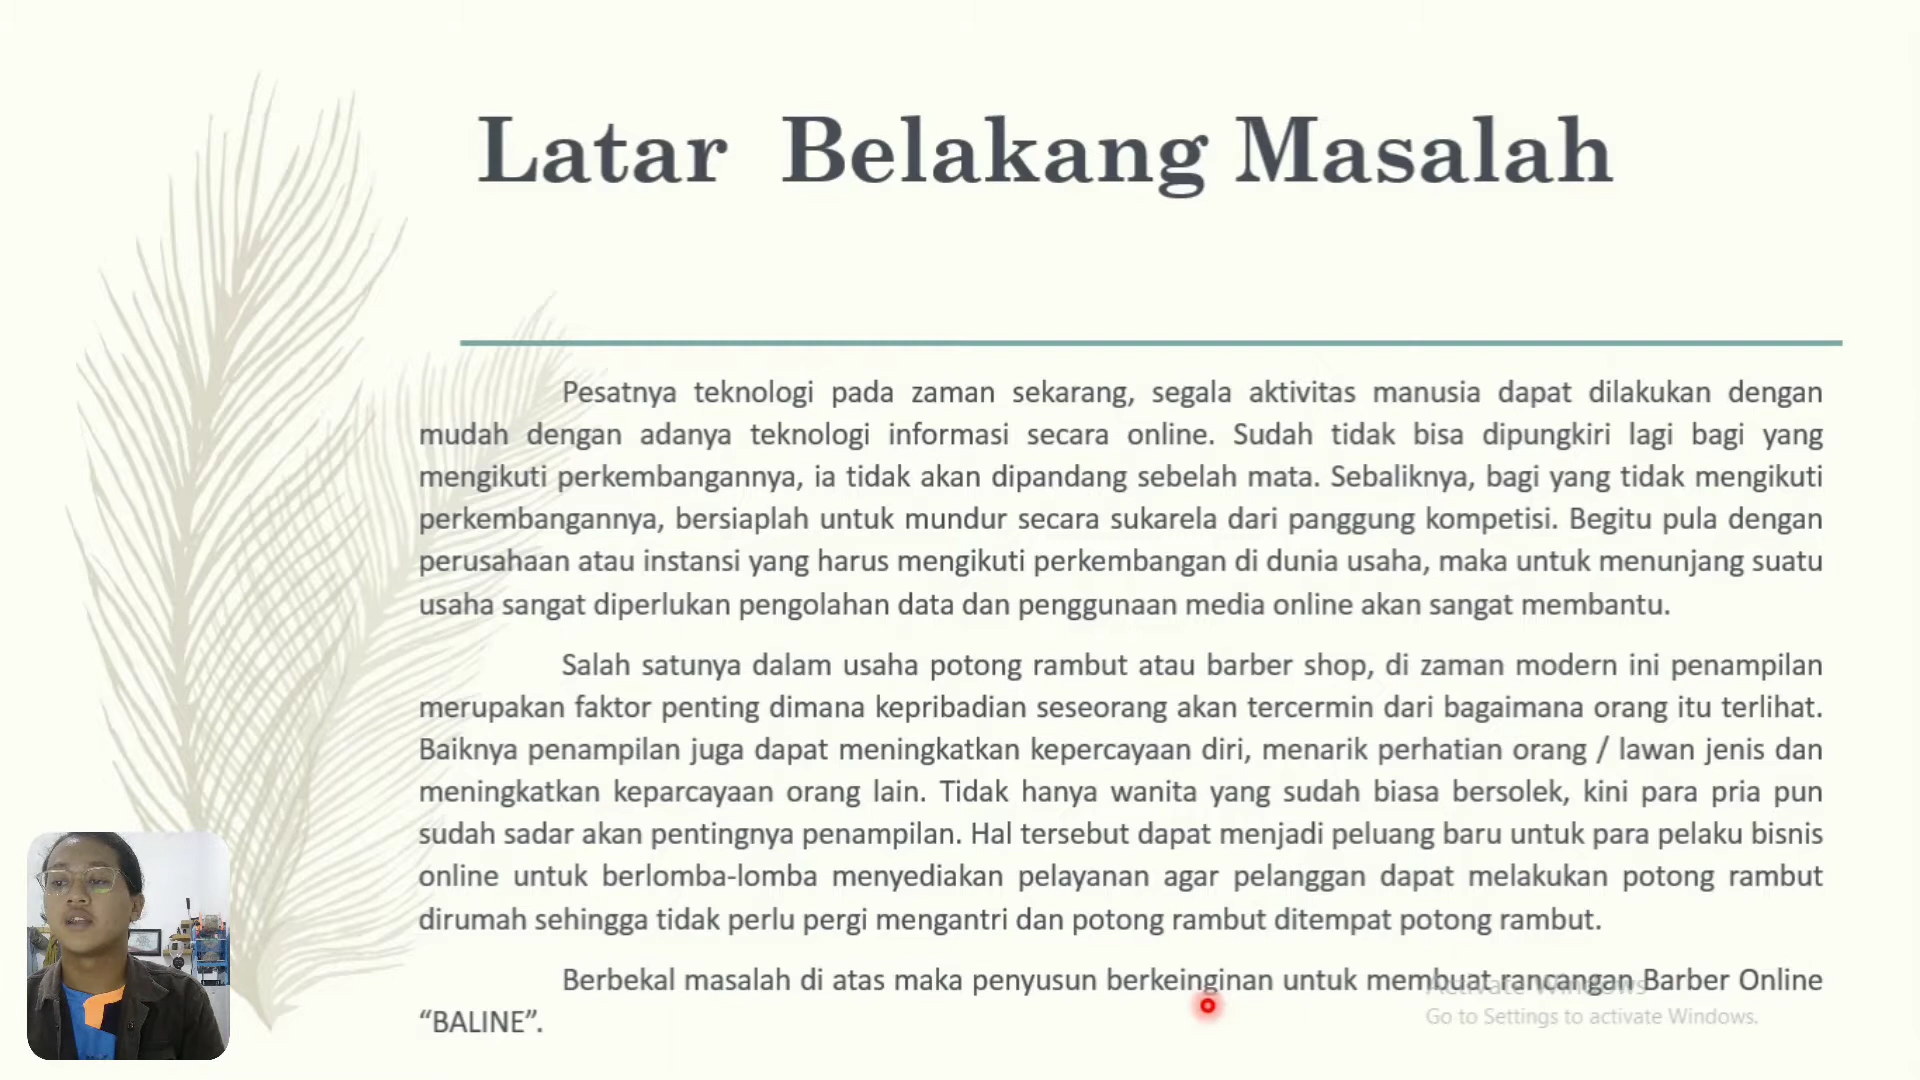 Latar Belakang Masalah
Pesatnya teknologi pada zaman sekarang, segala aktivitas manusia dapat dilakukan dengan
mudah dengan adanya teknologi informasi secara online. Sudah tidak bisa dipungkiri lagi bagi yang
mengikuti perkembangannya, ia tidak akan dipandang sebelah mata. Sebaliknya, bagi yang tidak mengikuti
perkembangannya, bersiaplah untuk mundur secara sukarela dari panggung kompetisi. Begitu pula dengan
perusahaan atau instansi yang harus mengikuti perkembangan di dunia usaha, maka untuk menunjang suatu
usaha sangat diperlukan pengolahan data dan penggunaan media online akan sangat membantu.
Salah satunya dalam usaha potong rambut atau barber shop, di zaman modern ini penampilan
merupakan faktor penting dimana kepribadian seseorang akan tercermin dari bagaimana orang itu terlihat.
Baiknya penampilan juga dapat meningkatkan kepercayaan diri, menarik perhatian orang / lawan jenis dan
meningkatkan keparcayaan orang lain. Tidak hanya wanita yang sudah biasa bersolek, kini para pria pun
sudah sadar akan pentingnya penampilan. Hal tersebut dapat menjadi peluang baru untuk para pelaku bisnis
online untuk berlomba-lomba menyediakan pelayanan agar pelanggan dapat melakukan potong rambut
dirumah sehingga tidak perlu pergi mengantri dan potong rambut ditempat potong rambut.
Berbekal masalah di atas maka penyusun berkeinginan untuk membuat rancangan Barber Online
“BALINE”.
Activate Windows
Go to Settings to activate Windows.